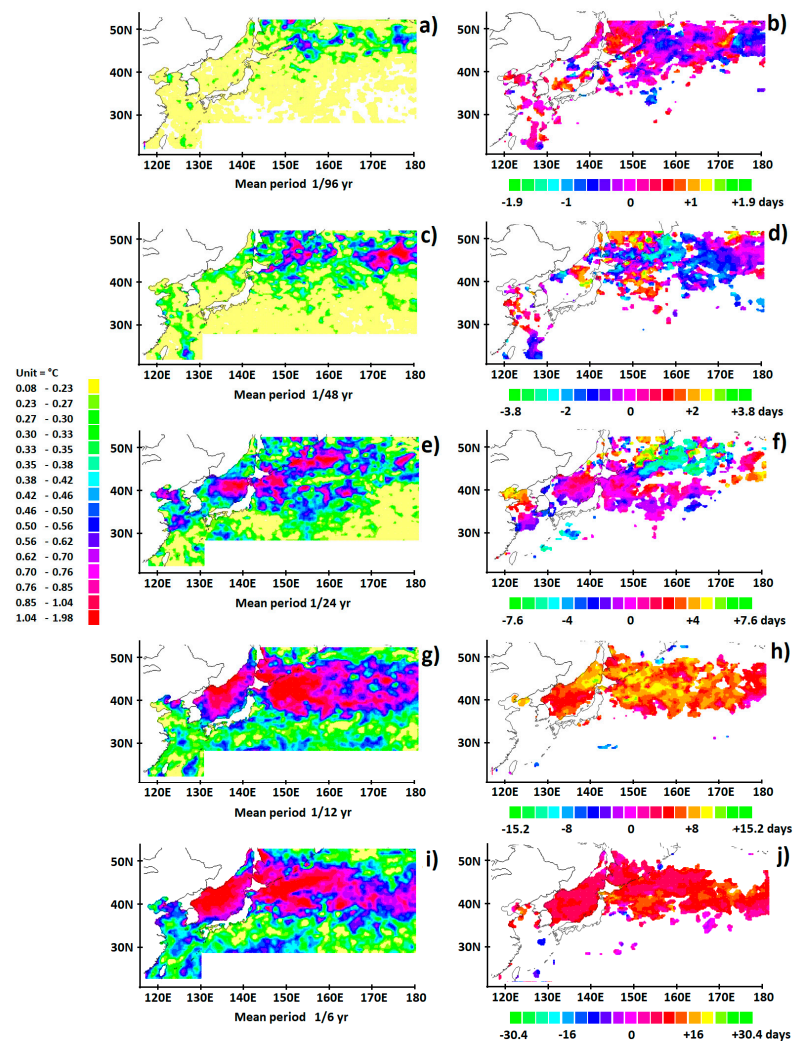 a)
50N
40N
30N
120E 130E 140E 150E 160E 170E 180
Mean period 1/96 yr
b)
50N
40N
30N
120E 130E 140E 150E 160E 170E 180
-1.9 -1 0 +1 +1.9 days
c)
50N
40N
30N
120E 130E 140E 150E 160E 170E 180
Mean period 1/48 yr
d)
50N
40N
30N
120E 130E 140E 150E 160E 170E 180
-3.8 -2 0 +2 +3.8 days
Unit = °C
0.08 - 0.23
0.23 - 0.27
0.27 - 0.30
0.30 - 0.33
0.33 - 0.35
0.35 - 0.38
0.38 - 0.42
0.42 - 0.46
0.46 - 0.50
0.50 - 0.56
0.56 - 0.62
0.62 - 0.70
0.70 - 0.76
0.76 - 0.85
0.85 - 1.04
1.04 - 1.98
e)
50N
40N
30N
120E 130E 140E 150E 160E 170E 180
Mean period 1/24 yr
f)
50N
40N
30N
120E 130E 140E 150E 160E 170E 180
-7.6 -4 0 +4 +7.6 days
g)
50N
40N
30N
120E 130E 140E 150E 160E 170E 180
Mean period 1/12 yr
h)
50N
40N
30N
120E 130E 140E 150E 160E 170E 180
-15.2 -8 0 +8 +15.2 days
i)
50N
40N
30N
120E 130E 140E 150E 160E 170E 180
Mean period 1/6 yr
j)
50N
40N
30N
120E 130E 140E 150E 160E 170E 180
-30.4 -16 0 +16 +30.4 days